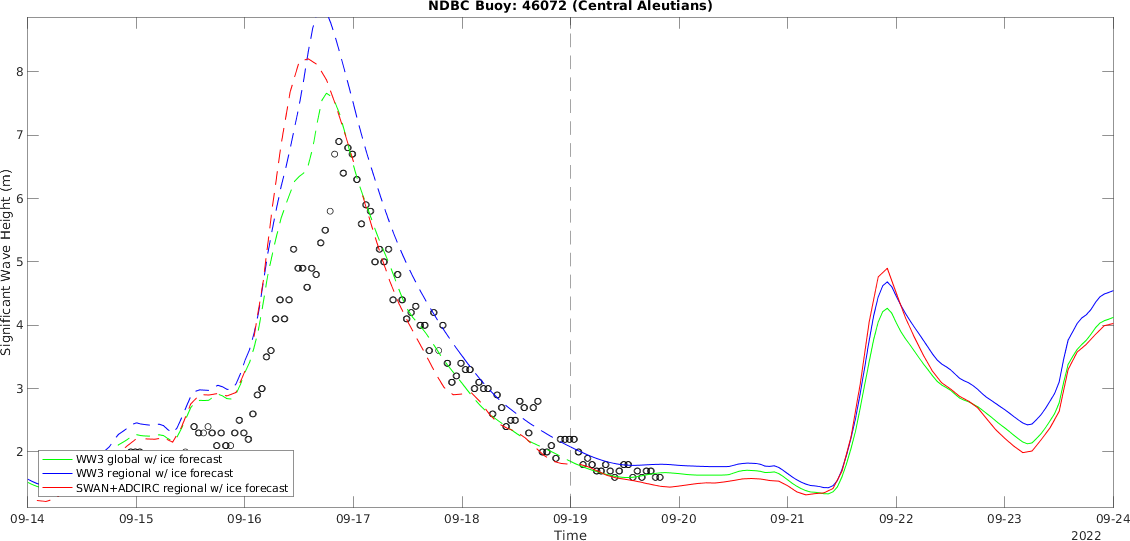 NDBC Buoy: 46072 (Central Aleutians)
8
7
6
5
4
3
2
Significant Wave Height (m)
WW3 global w/ ice forecast
WW3 regional w/ ice forecast
SWAN+ADCIRC regional w/ ice forecast
09-14 09-15 09-16 09-17 09-18 09-19 09-20 09-21 09-22 09-23 09-24
Time
2022